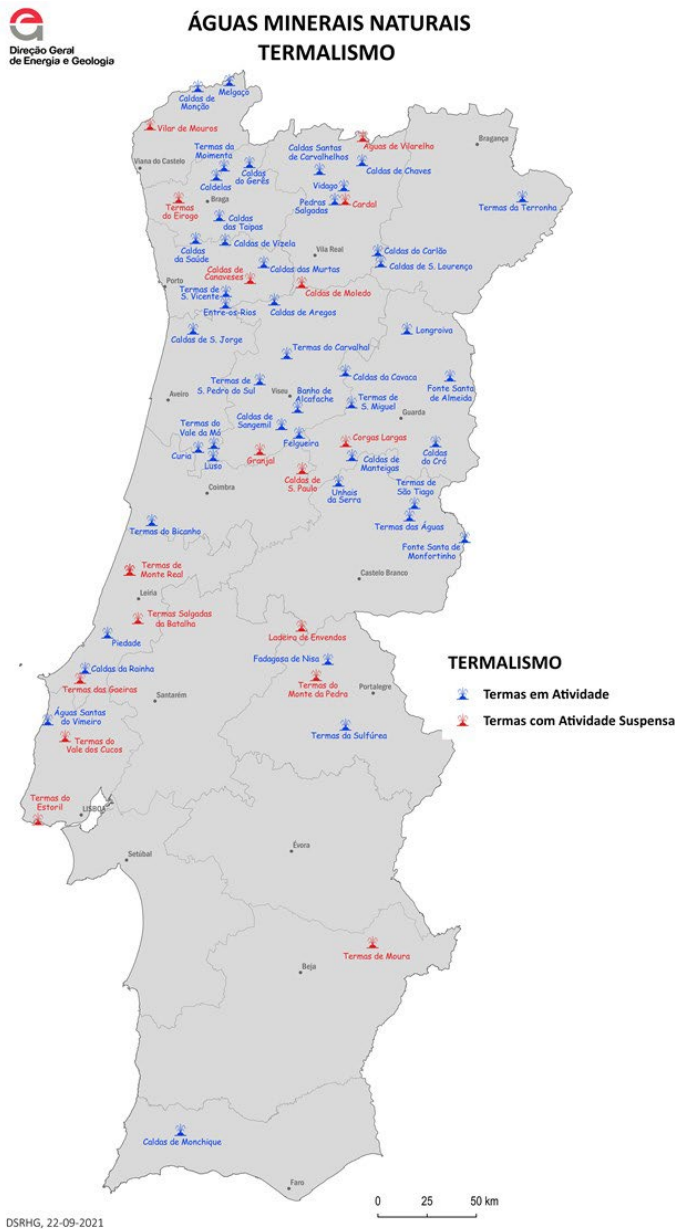 Direção Geral
de Energia e Geologia
ÁGUAS MINERAIS NATURAIS
TERMALISMO
Melgaço
Caldas de
Monção
Vilar de Mouros
Viana do Castelo
Termas da
Moimenta
Caldas
do Gerês
Caldelas
Braga
Termas
do Eirogo
Caldas
das Taipas
Caldas Santas
de Carvalhelhos
Águas de Vilarelha
Caldas de Chaves
Vidago
Pedras
Salgadas
Cardal
Bragança
Termas da Terronha
Caldas
da Saúde
Caldas de Vizela
Vila Real
Caldas do Carlão
Caldas de S. Lourenço
Caldas de
Canaveses
Caldas das Murtas
Caldas de Moledo
Porto
Termas de
S. Vicente
Entre-os-Rios
Caldas de Aregos
Caldas de S. Jorge
Longroiva
Termas do Carvalhal
Caldas da Cavaca
Fonte Santa
de Almeida
Termas de
S. Pedro do Sul
Viseu
Banho de
Alcafache
Termas de
S. Miguel
Aveiro
Guarda
Caldas de
Sangemil
Felgueira
Termas do
Vale da Mó
Curia
Luso
Granjal
Corgas Largas
Caldas de
Manteigas
Caldas
do Cró
Caldas de
S. Paulo
Unhais
da Serra
Coimbra
Termas de
São Tiago
Termas das Águas
Termas do Bicanho
Fonte Santa de
Monfortinho
Termas de
Monte Real
Castelo Branco
Leiria
Termas Salgadas
da Batalha
Ladeira de Envendos
Piedade
Fadagosa de Nisa
Caldas da Rainha
Termas das Gaeiras
Termas do
Monte da Pedra
Portalegre
Santarém
Águas Santas
do Vimeiro
Termas do
Vale dos Cucos
Termas da Sulfúrea
TERMALISMO
Termas em Atividade
Termas com Atividade Suspensa
Termas do
Estoril
LISBOA
Setúbal
Évora
Termas de Moura
Beja
Caldas de Monchique
Faro
0 25 50 km
DSRHG, 22-09-2021